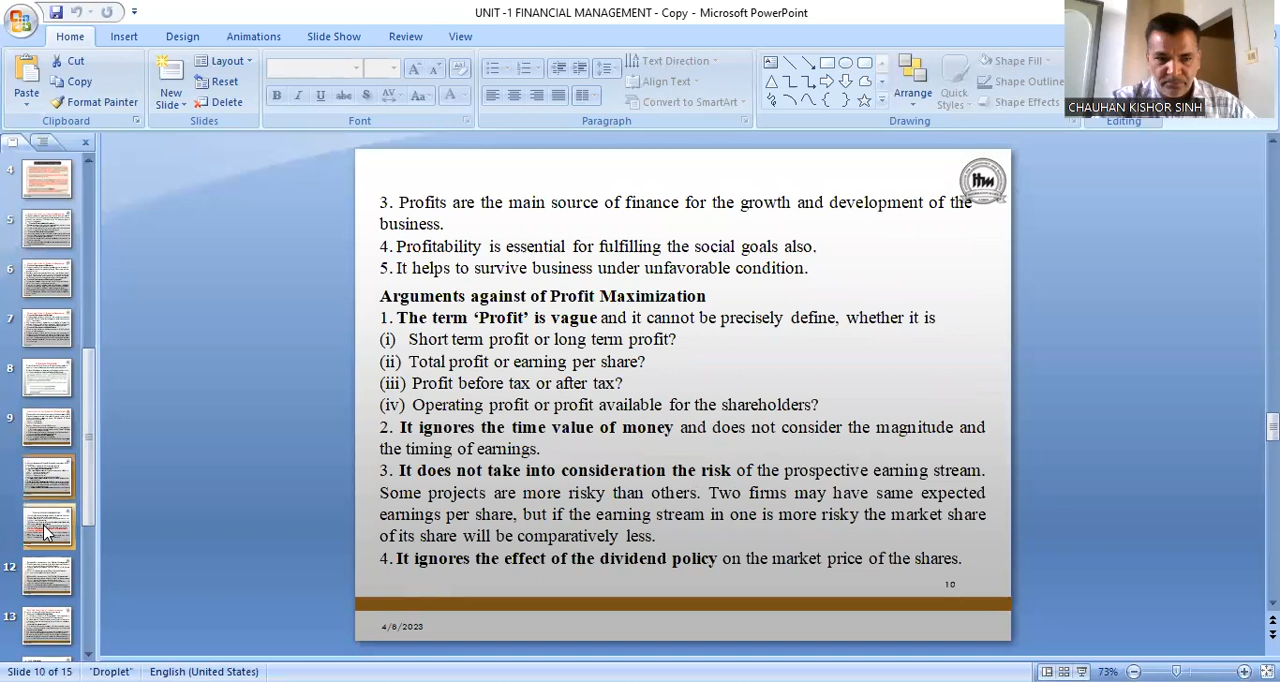 UNIT -1 FINANCIAL MANAGEMENT - Copy - Microsoft PowerPoint
Home Insert Design Animations Slide Show Review View
Paste
Cut
Copy
Format Painter
Clipboard
New
Slide
Layout
Reset
Delete
Slides
B I U abc S AV Aa A
Font
Text Direction
Align Text
Convert to SmartArt
Paragraph
Arrange
Quick
Styles
Shape Fill
Shape Outline
Shape Effects
Drawing
Editing
CHAUHAN KISHOR SINH
4
5
6
7
8
9
12
13
itm
3. Profits are the main source of finance for the growth and development of the
business.
4. Profitability is essential for fulfilling the social goals also.
5. It helps to survive business under unfavorable condition.
Arguments against of Profit Maximization
1. The term ‘Profit’ is vague and it cannot be precisely define, whether it is
(i) Short term profit or long term profit?
(ii) Total profit or earning per share?
(iii) Profit before tax or after tax?
(iv) Operating profit or profit available for the shareholders?
2. It ignores the time value of money and does not consider the magnitude and
the timing of earnings.
3. It does not take into consideration the risk of the prospective earning stream.
Some projects are more risky than others. Two firms may have same expected
earnings per share, but if the earning stream in one is more risky the market share
of its share will be comparatively less.
4. It ignores the effect of the dividend policy on the market price of the shares.
10
4/8/2023
Slide 10 of 15 "Droplet" English (United States) 73%